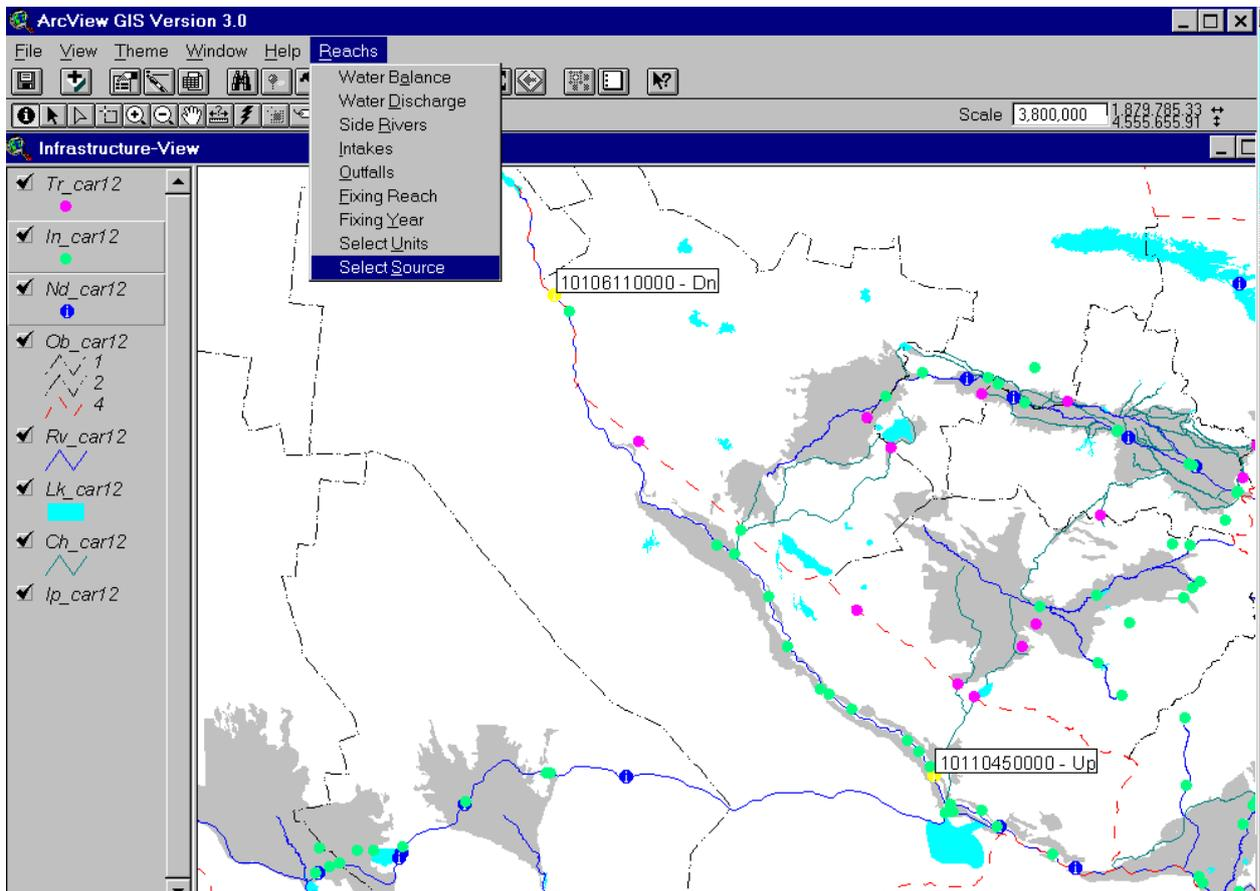 ArcView GIS Version 3.0
File View Theme Window Help Reachs
Water Balance
Water Discharge
Side Rivers
Intakes
Outfalls
Fixing Reach
Fixing Year
Select Units
Select Source
Scale 3,800,000 1,879,785.33
4,555,655.91
Infrastructure-View
Tr_car12
In_car12
Nd_car12
Ob_car12
1
2
4
Rv_car12
Lk_car12
Ch_car12
Ip_car12
10106110000 - Dn
10110450000 - Up